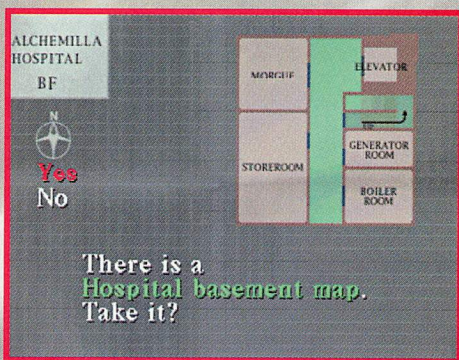 ALCHEMILLA
HOSPITAL
BF
N
MORGUE
ELEVATOR
UP
STOREROOM
GENERATOR
ROOM
BOILER
ROOM
Yes
No
There is a
Hospital basement map.
Take it?